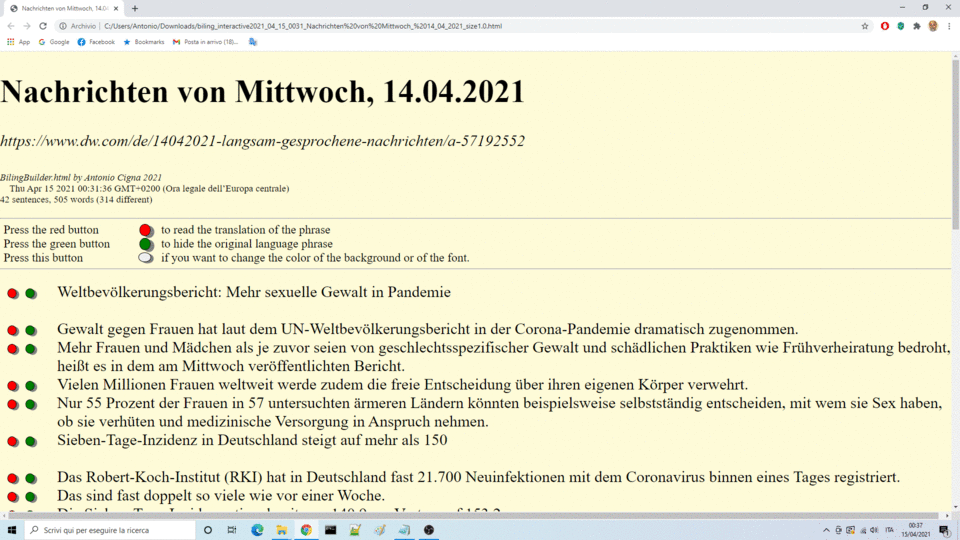 Nachrichten von Mittwoch, 14.04
Archivio | C:/Users/Antonio/Downloads/biling_interactive2021_04_15_0031_Nachrichten%20von%20Mittwoch_%2014_04_2021_size1.0.html
App Google Facebook Bookmarks Posta in arrivo (18)...
Nachrichten von Mittwoch, 14.04.2021
https://www.dw.com/de/14042021-langsam-gesprochene-nachrichten/a-57192552
BilingBuilder.html by Antonio Cigna 2021
Thu Apr 15 2021 00:31:36 GMT+0200 (Ora legale dell'Europa centrale)
42 sentences, 505 words (314 different)
Press the red button to read the translation of the phrase
Press the green button to hide the original language phrase
Press this button if you want to change the color of the background or of the font.
Weltbevölkerungsbericht: Mehr sexuelle Gewalt in Pandemie
Gewalt gegen Frauen hat laut dem UN-Weltbevölkerungsbericht in der Corona-Pandemie dramatisch zugenommen.
Mehr Frauen und Mädchen als je zuvor seien von geschlechtsspezifischer Gewalt und schädlichen Praktiken wie Frühverheiratung bedroht,
heißt es in dem am Mittwoch veröffentlichten Bericht.
Vielen Millionen Frauen weltweit werde zudem die freie Entscheidung über ihren eigenen Körper verwehrt.
Nur 55 Prozent der Frauen in 57 untersuchten ärmeren Ländern könnten beispielsweise selbstständig entscheiden, mit wem sie Sex haben,
ob sie verhüten und medizinische Versorgung in Anspruch nehmen.
Sieben-Tage-Inzidenz in Deutschland steigt auf mehr als 150
Das Robert-Koch-Institut (RKI) hat in Deutschland fast 21.700 Neuinfektionen mit dem Coronavirus binnen eines Tages registriert.
Das sind fast doppelt so viele wie vor einer Woche.
Scrivi qui per eseguire la ricerca
ITA
00:37
15/04/2021